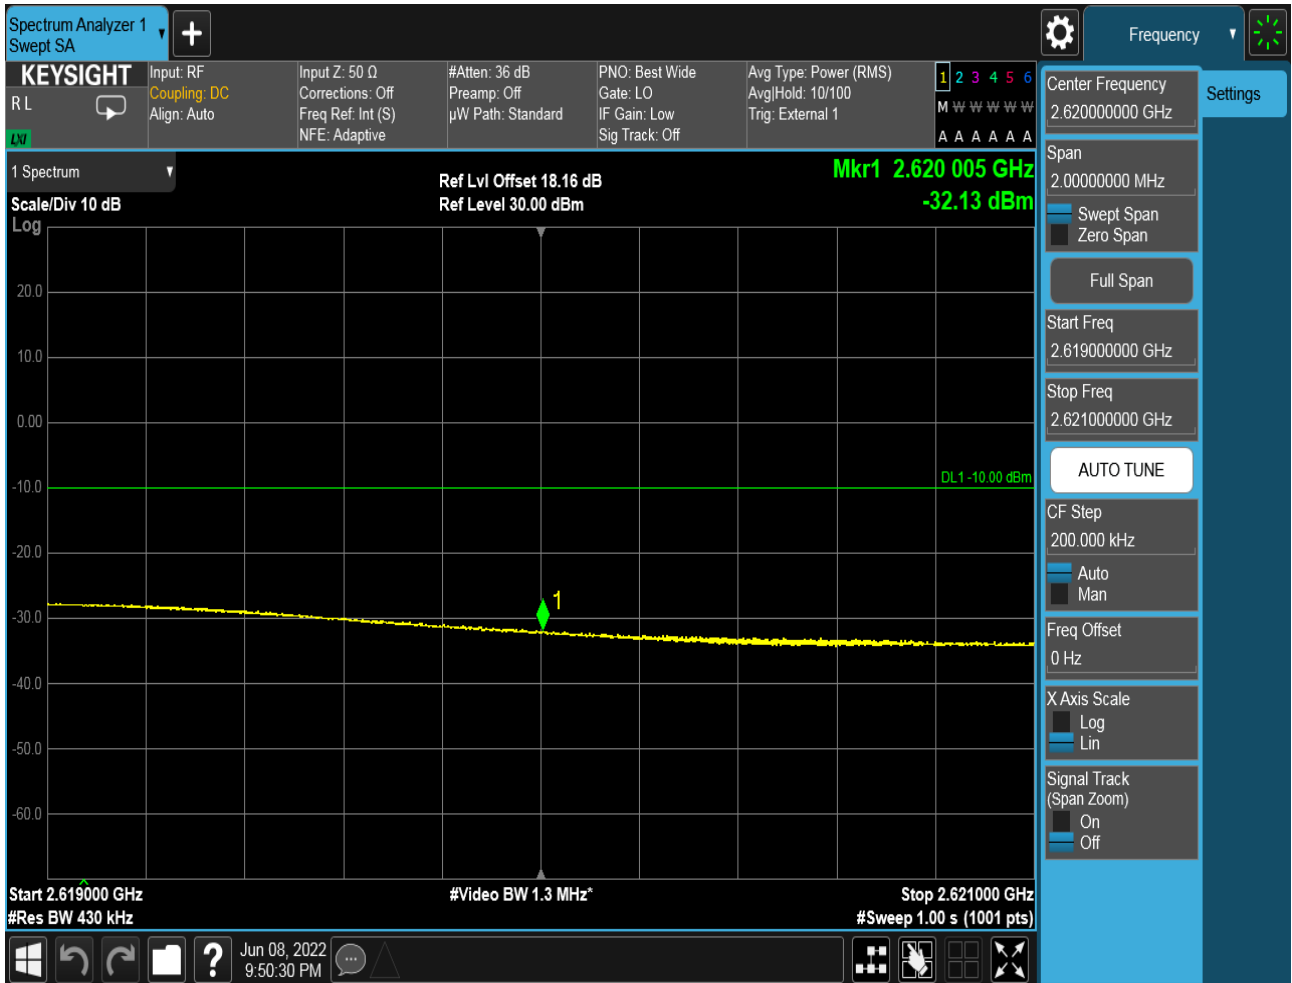 Spectrum Analyzer 1
Swept SA
Frequency
KEYSIGHT
R L
LXI
Input: RF
Coupling: DC
Align: Auto
Input Z: 50 Ω
Corrections: Off
Freq Ref: Int (S)
NFE: Adaptive
#Atten: 36 dB
Preamp: Off
µW Path: Standard
PNO: Best Wide
Gate: LO
IF Gain: Low
Sig Track: Off
Avg Type: Power (RMS)
Avg|Hold: 10/100
Trig: External 1
1 2 3 4 5 6
M W W W W W
A A A A A A
Center Frequency
2.620000000 GHz
Settings
Span
2.00000000 MHz
Swept Span
Zero Span
Full Span
Start Freq
2.619000000 GHz
Stop Freq
2.621000000 GHz
AUTO TUNE
CF Step
200.000 kHz
Auto
Man
Freq Offset
0 Hz
X Axis Scale
Log
Lin
Signal Track
(Span Zoom)
On
Off
1 Spectrum
Scale/Div 10 dB
Log
Ref Lvl Offset 18.16 dB
Ref Level 30.00 dBm
Mkr1 2.620 005 GHz
-32.13 dBm
20.0
10.0
0.00
-10.0
DL1 -10.00 dBm
-20.0
1
-30.0
-40.0
-50.0
-60.0
Start 2.619000 GHz
#Video BW 1.3 MHz*
Stop 2.621000 GHz
#Res BW 430 kHz
#Sweep 1.00 s (1001 pts)
?
Jun 08, 2022
9:50:30 PM